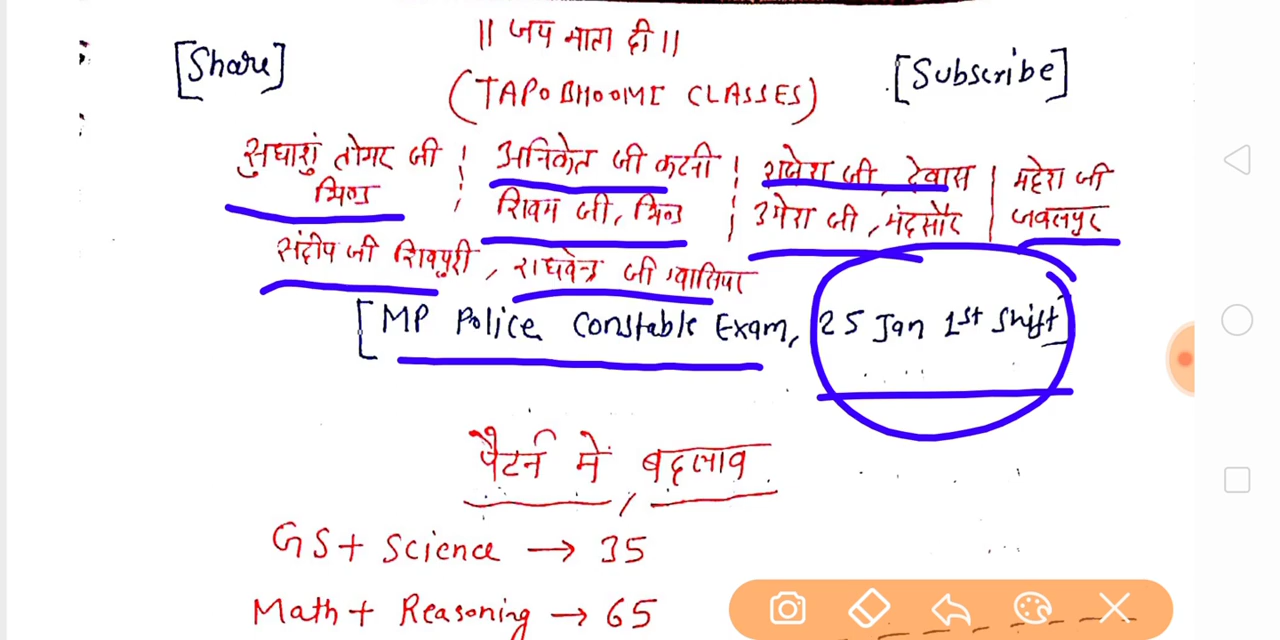 || जय माता दी ||
[Share]
[Subscribe]
(TAPOBHOOMI CLASSES)
सुधाशुं तोमर जी | अनिकेत जी कटनी | राजेश जी, देवास | महेश जी
भिण्ड | शिवम जी, भिण्ड | उमेश जी, मंदसौर | जबलपुर
संदीप जी शिवपुरी, राघवेन्द्र जी
[MP Police Constable Exam, 25 Jan 1st Shift]
पैटर्न में बदलाव
GS + Science → 35
Math + Reasoning → 65